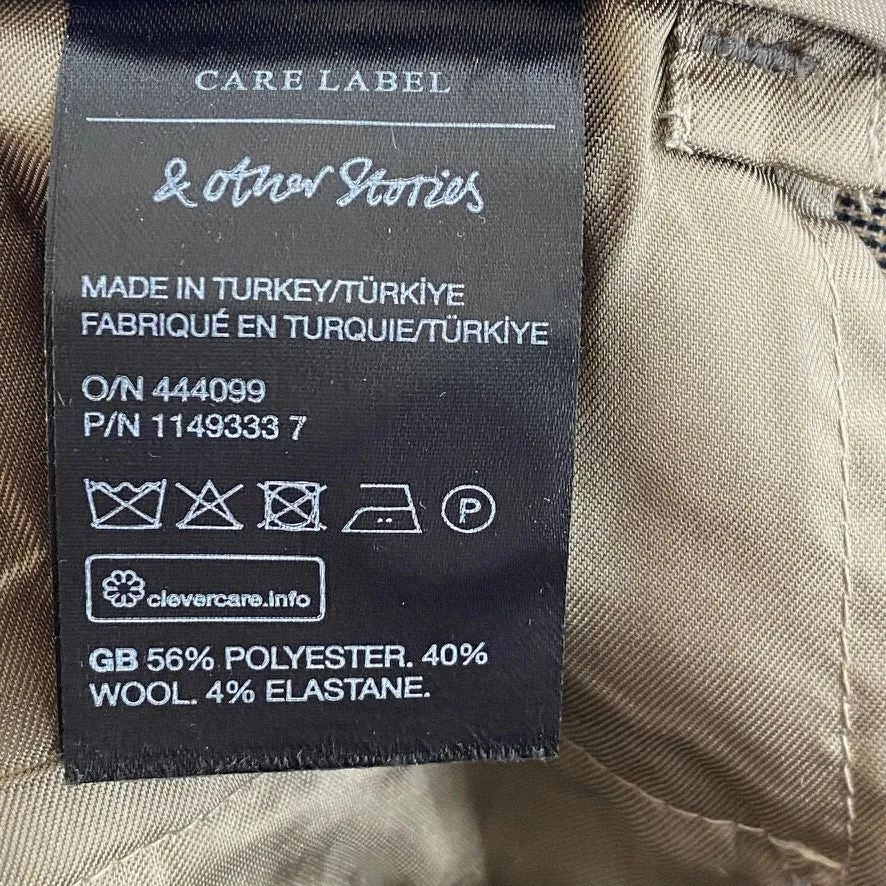 CARE LABEL
& other Stories
MADE IN TURKEY/TÜRKİYE
FABRIQUÉ EN TURQUIE/TÜRKİYE
O/N 444099
P/N 1149333 7
P
clevercare.info
GB 56% POLYESTER. 40%
WOOL. 4% ELASTANE.